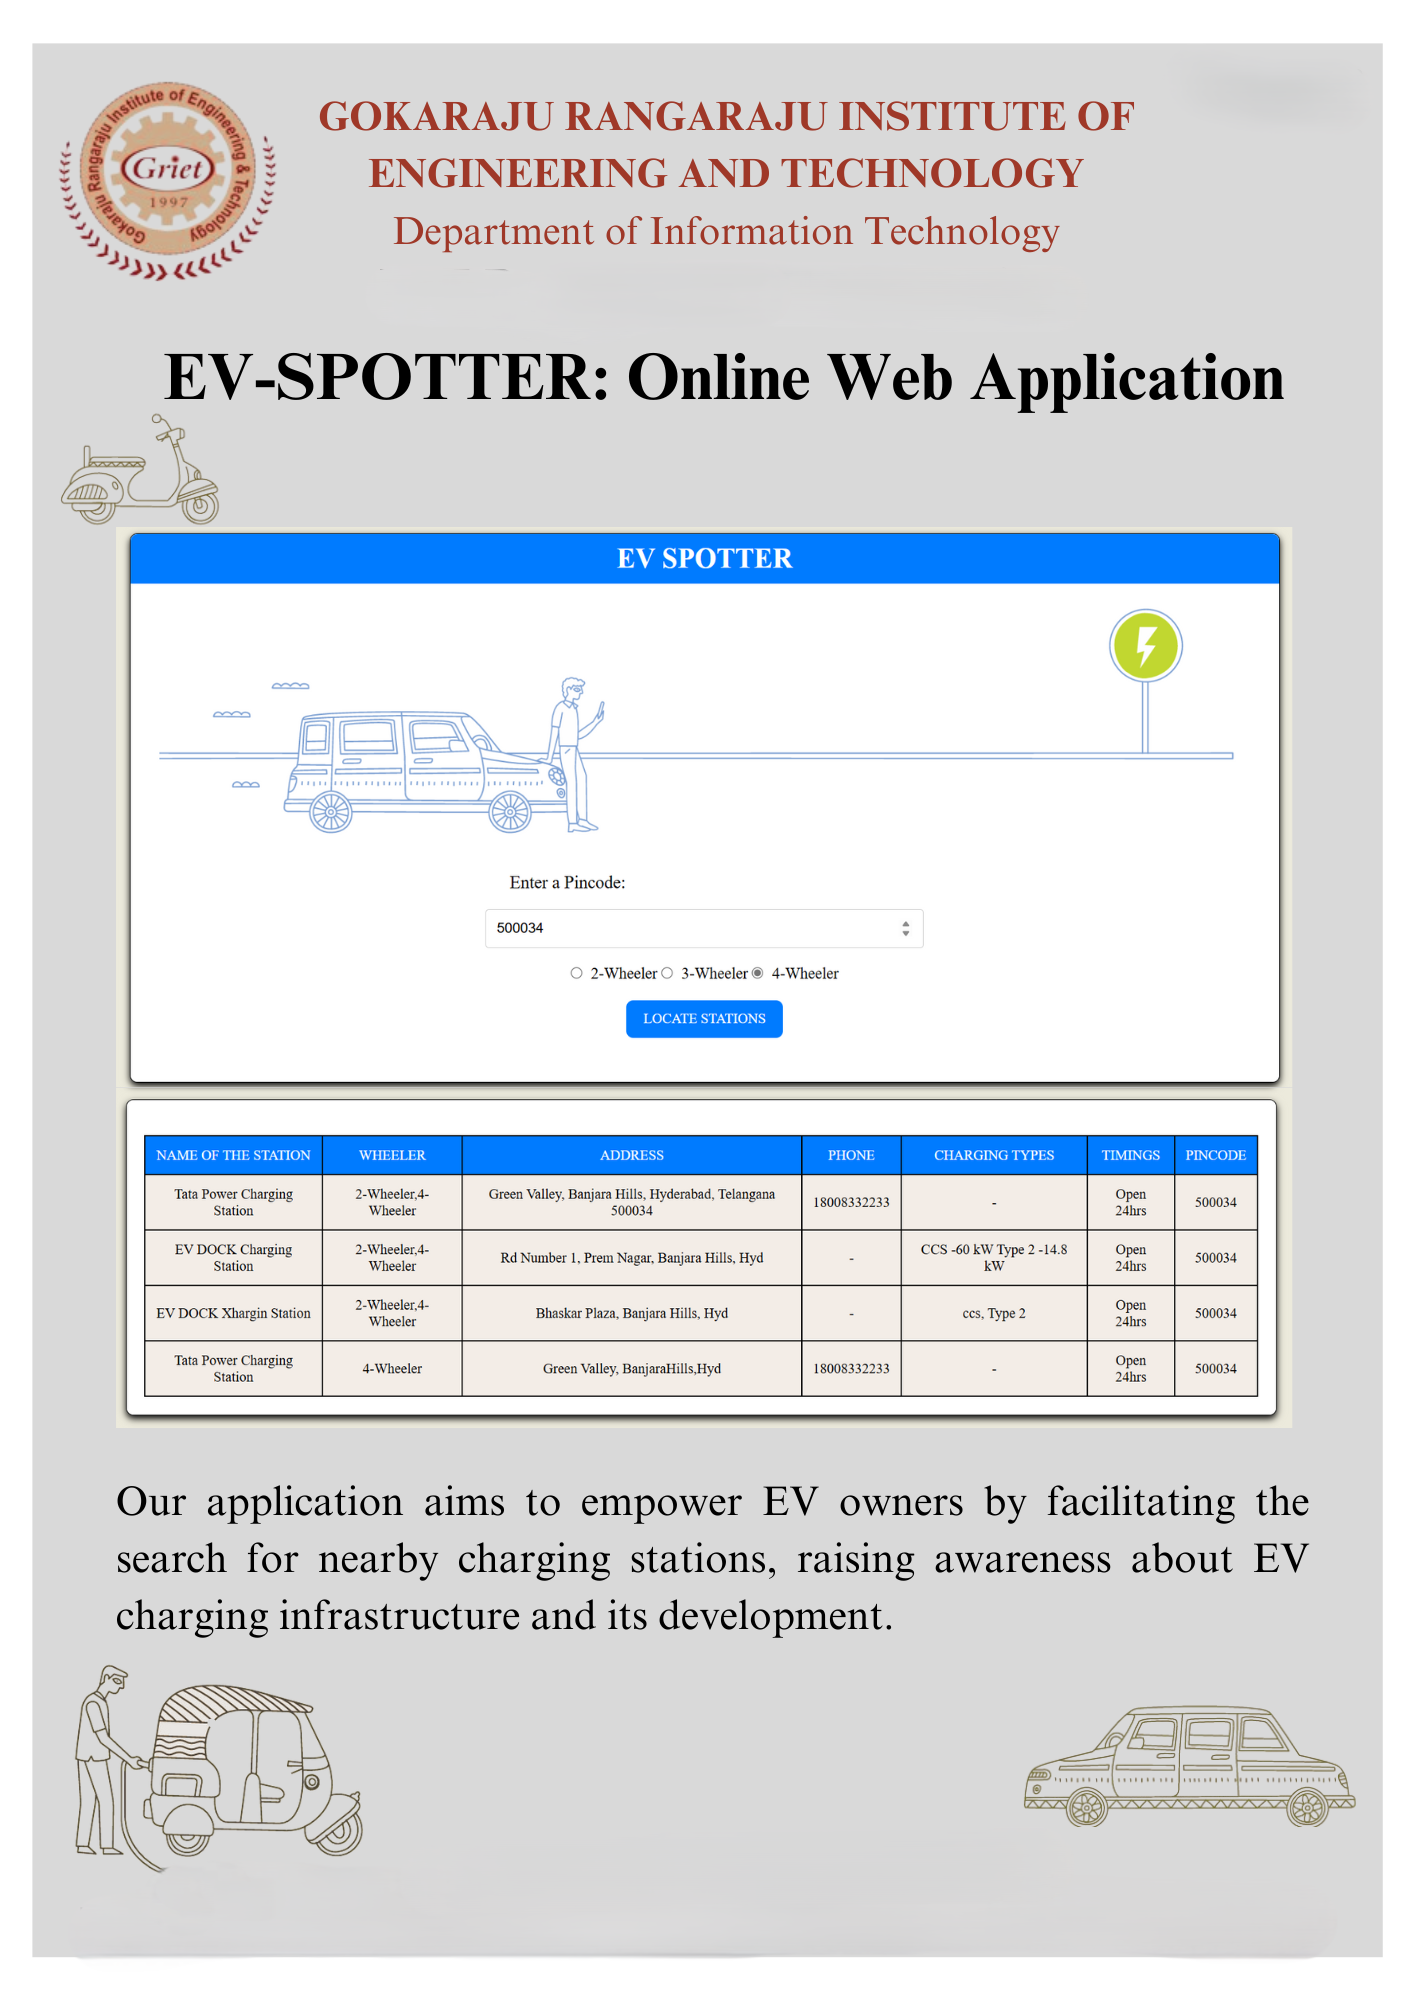 Gokaraju Rangaraju Institute of Engineering & Technology
Griet
1997
GOKARAJU RANGARAJU INSTITUTE OF
ENGINEERING AND TECHNOLOGY
Department of Information Technology
EV-SPOTTER: Online Web Application
EV SPOTTER
Enter a Pincode:
500034
2-Wheeler 3-Wheeler 4-Wheeler
LOCATE STATIONS
NAME OF THE STATION WHEELER ADDRESS PHONE CHARGING TYPES TIMINGS PINCODE
Tata Power Charging 2-Wheeler,4- Green Valley, Banjara Hills, Hyderabad, Telangana 18008332233 - Open 500034
Station Wheeler 500034 24hrs
EV DOCK Charging 2-Wheeler,4- Rd Number 1, Prem Nagar, Banjara Hills, Hyd - CCS -60 kW Type 2 -14.8 Open 500034
Station Wheeler kW 24hrs
EV DOCK Xhargin Station 2-Wheeler,4- Bhaskar Plaza, Banjara Hills, Hyd - ccs, Type 2 Open 500034
Wheeler 24hrs
Tata Power Charging 4-Wheeler Green Valley, BanjaraHills,Hyd 18008332233 - Open 500034
Station 24hrs
Our application aims to empower EV owners by facilitating the
search for nearby charging stations, raising awareness about EV
charging infrastructure and its development.